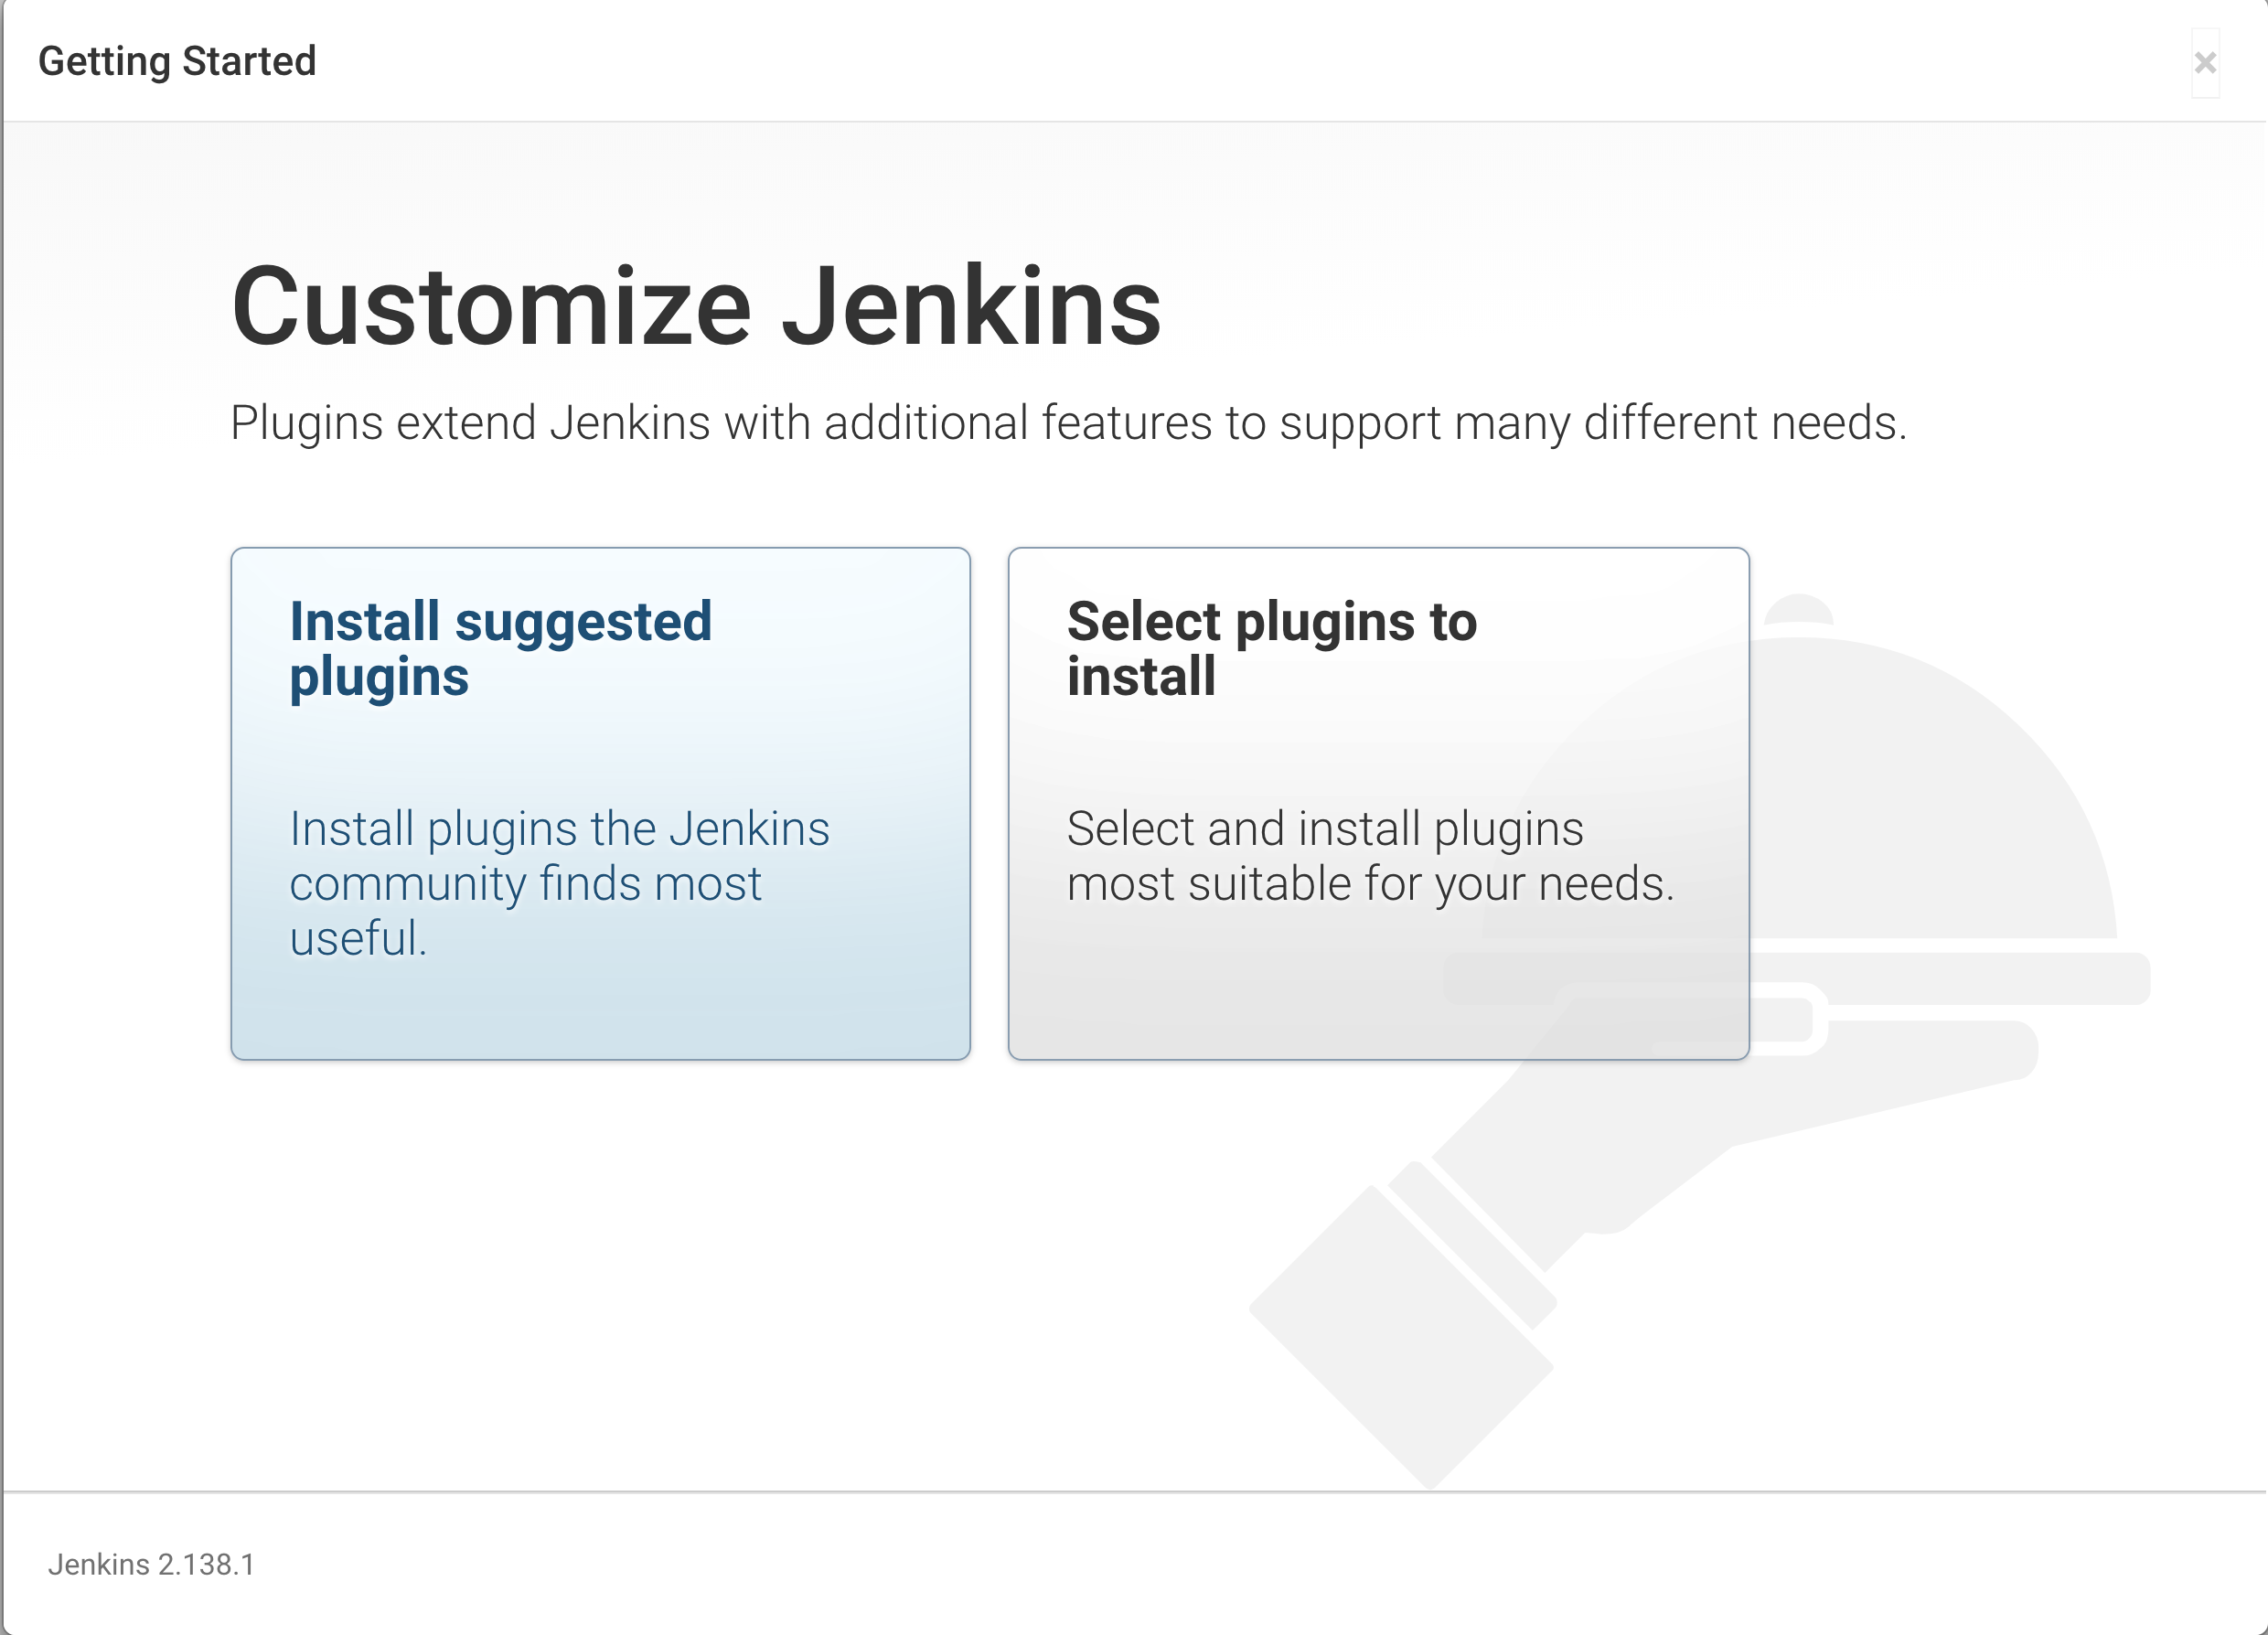 Getting Started
×
Customize Jenkins
Plugins extend Jenkins with additional features to support many different needs.
Install suggested
plugins
Install plugins the Jenkins
community finds most
useful.
Select plugins to
install
Select and install plugins
most suitable for your needs.
Jenkins 2.138.1